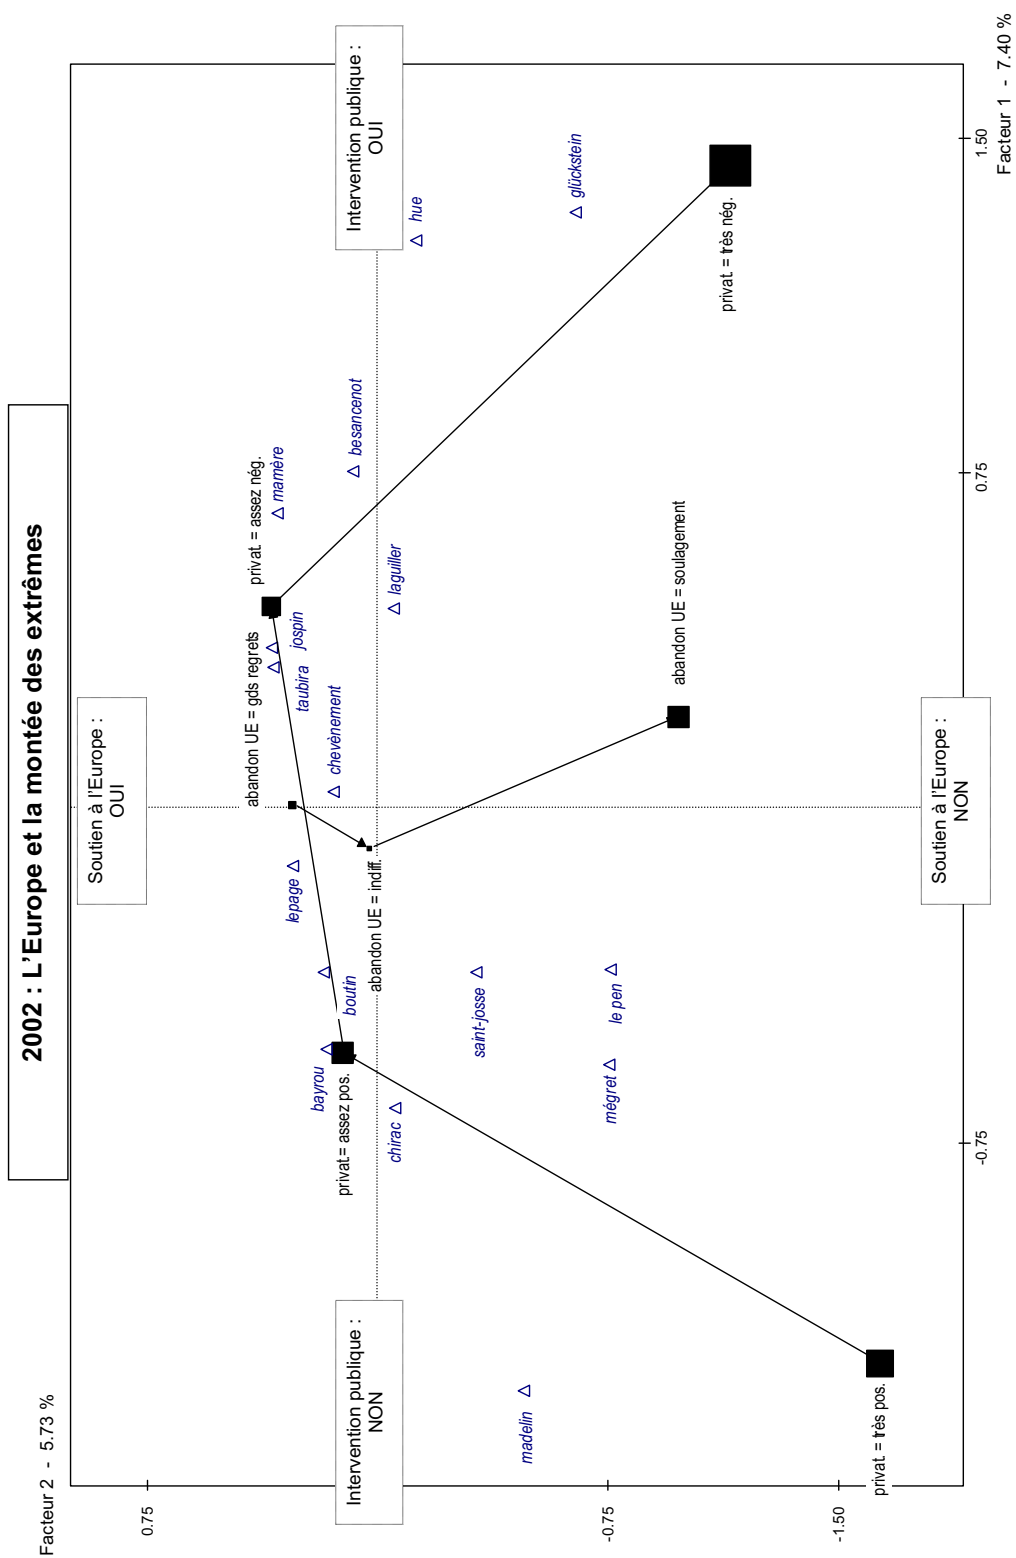 2002 : L'Europe et la montée des extrêmes
Facteur 2 - 5.73 %
Soutien à l'Europe :
OUI
0.75
abandon UE = gds regrets
privat. = assez nég.
mamère
jospin
taubira
lepage
chevènement
besancenot
bayrou
boutin
privat.= assez pos.
abandon UE = indiff.
Intervention publique :
NON
Intervention publique :
OUI
chirac
laguiller
hue
saint-josse
madelin
glückstein
-0.75
mégret
le pen
abandon UE = soulagement
privat. = très nég.
-1.50
privat. = très pos.
Soutien à l'Europe :
NON
-0.75
0.75
1.50
Facteur 1 - 7.40 %